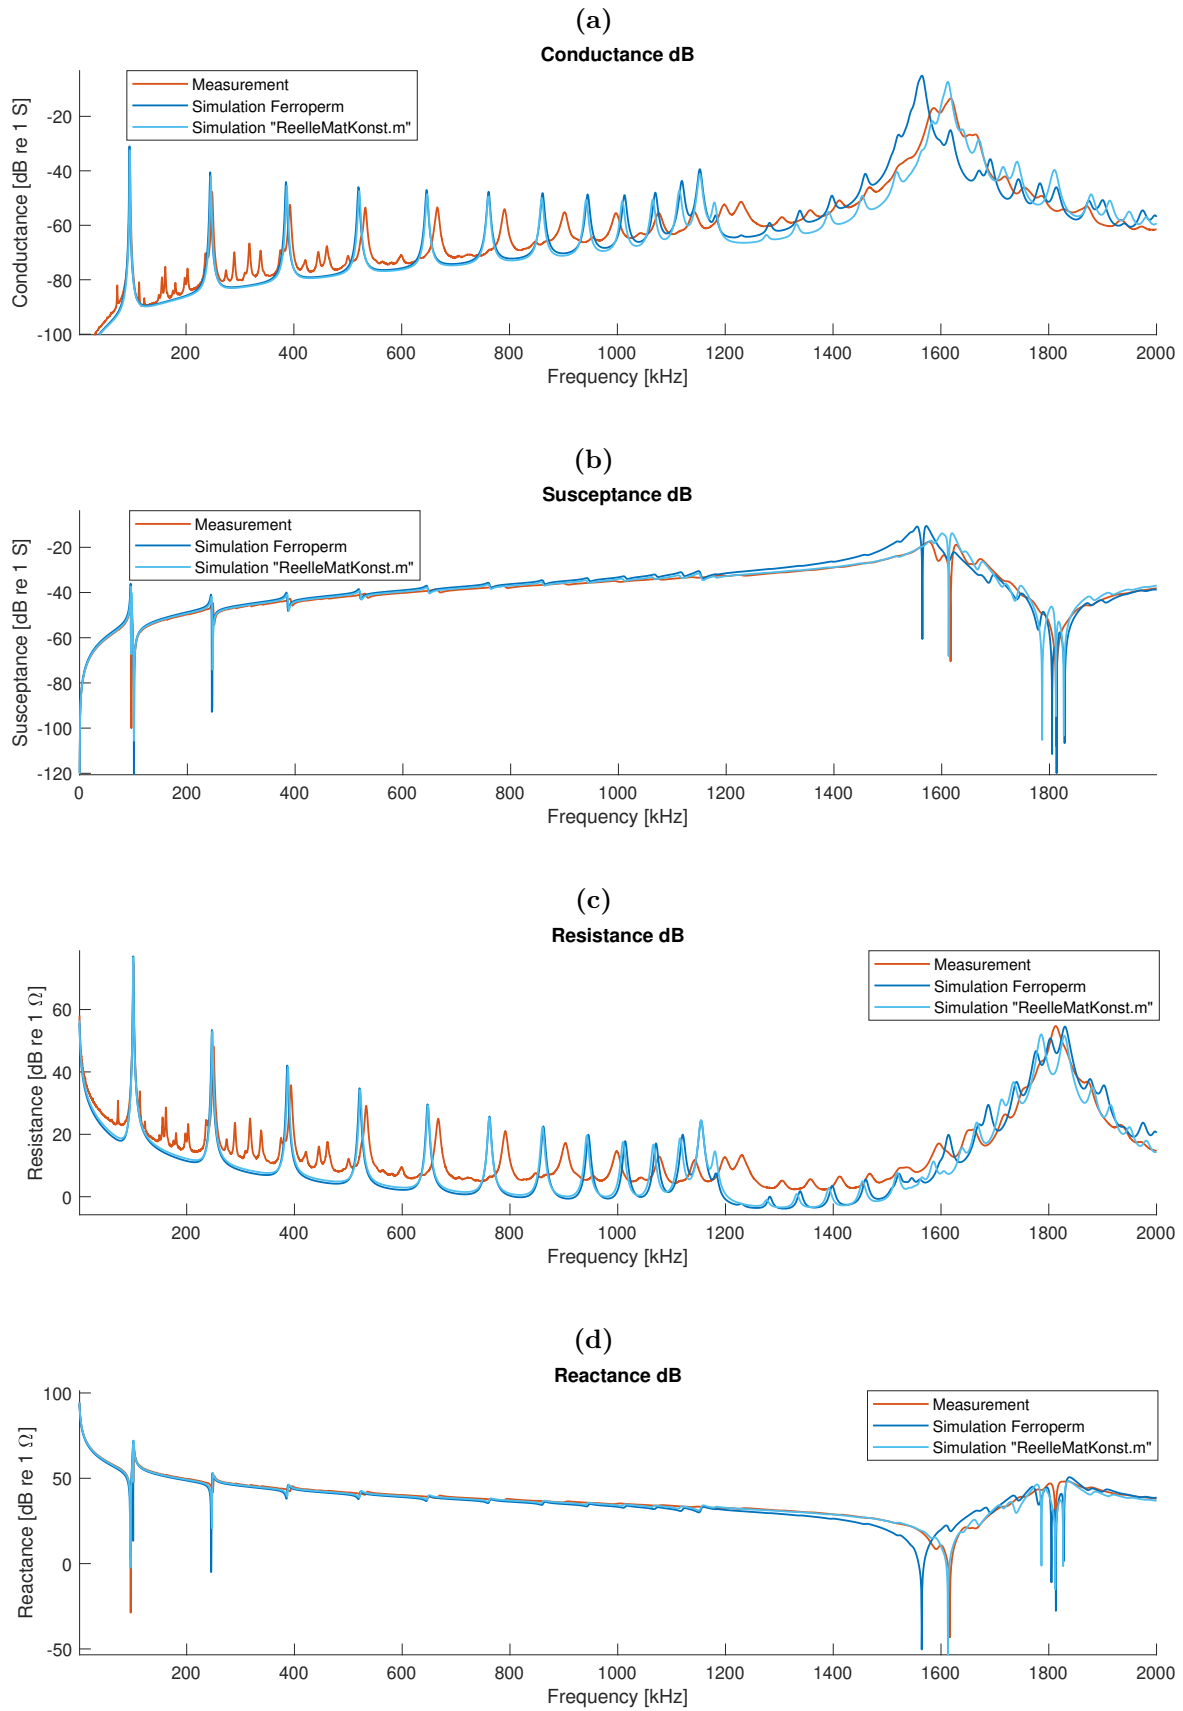 (a)
Conductance dB
Measurement
Simulation Ferroperm
Simulation "ReelleMatKonst.m"
Conductance [dB re 1 S]
-20
-40
-60
-80
-100
200 400 600 800 1000 1200 1400 1600 1800 2000
Frequency [kHz]
(b)
Susceptance dB
Measurement
Simulation Ferroperm
Simulation "ReelleMatKonst.m"
Susceptance [dB re 1 S]
-20
-40
-60
-80
-100
-120
0 200 400 600 800 1000 1200 1400 1600 1800
Frequency [kHz]
(c)
Resistance dB
Measurement
Simulation Ferroperm
Simulation "ReelleMatKonst.m"
Resistance [dB re 1 Ω]
60
40
20
0
200 400 600 800 1000 1200 1400 1600 1800 2000
Frequency [kHz]
(d)
Reactance dB
Measurement
Simulation Ferroperm
Simulation "ReelleMatKonst.m"
Reactance [dB re 1 Ω]
100
50
0
-50
200 400 600 800 1000 1200 1400 1600 1800 2000
Frequency [kHz]